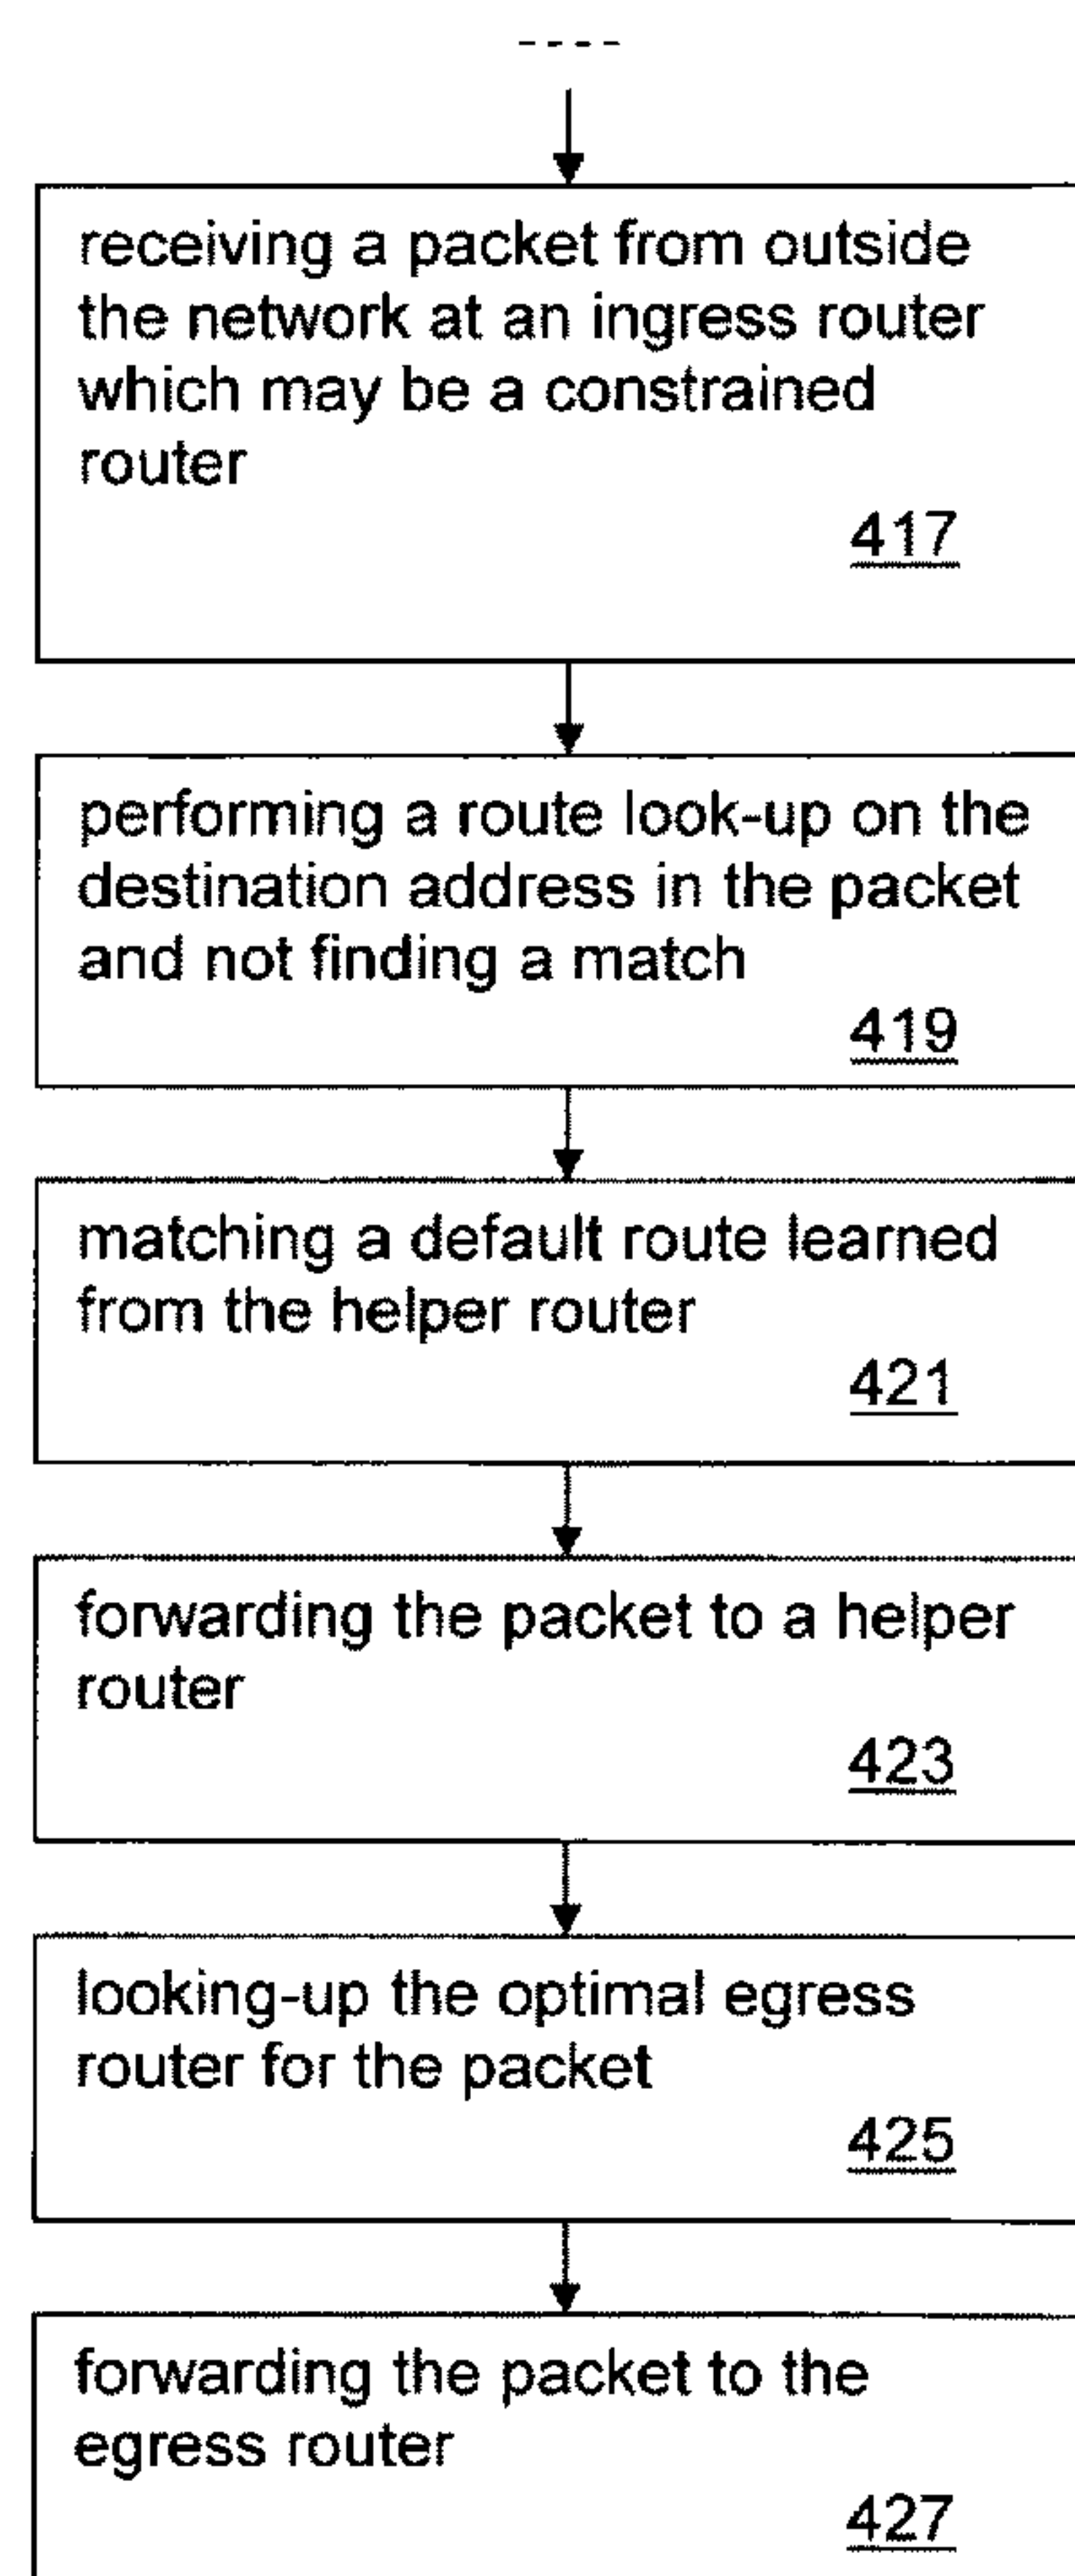 receiving a packet from outside
the network at an ingress router
which may be a constrained
router
417
performing a route look-up on the
destination address in the packet
and not finding a match
419
matching a default route learned
from the helper router
421
forwarding the packet to a helper
router
423
looking-up the optimal egress
router for the packet
425
forwarding the packet to the
egress router
427